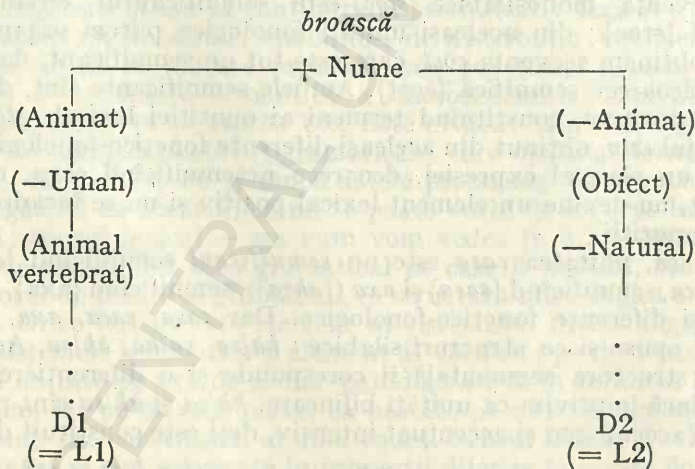 broască
+ Nume
(Animat) (—Animat)
(—Uman) (Obiect)
(Animal (—Natural)
vertebrat)
D1 D2
(= L1) (= L2)